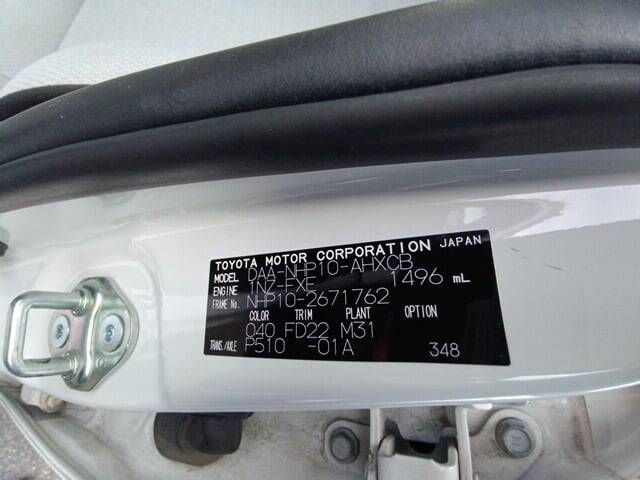 TOYOTA MOTOR CORPORATION JAPAN
MODEL DAA-NHP10-AHXCB
ENGINE 1NZ-FXE 1496 mL
FRAME No. NHP10-2671762
COLOR TRIM PLANT OPTION
040 FD22 M31
TRANS./AXLE P510 -01A 348